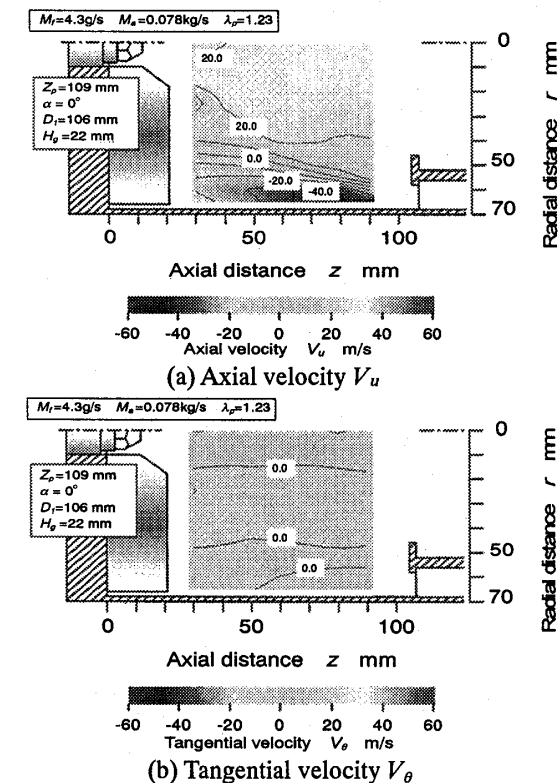 Mf=4.3g/s Ma=0.078kg/s λp=1.23
Zp=109 mm
α=0°
D1=106 mm
Hg=22 mm
20.0
20.0
0.0
-20.0
-40.0
0
50
70
Radial distance r mm
0 50 100
Axial distance z mm
-60 -40 -20 0 20 40 60
Axial velocity Vu m/s
(a) Axial velocity Vu
Mf=4.3g/s Ma=0.078kg/s λp=1.23
Zp=109 mm
α=0°
D1=106 mm
Hg=22 mm
0.0
0.0
0.0
0
50
70
Radial distance r mm
0 50 100
Axial distance z mm
-60 -40 -20 0 20 40 60
Tangential velocity Vθ m/s
(b) Tangential velocity Vθ